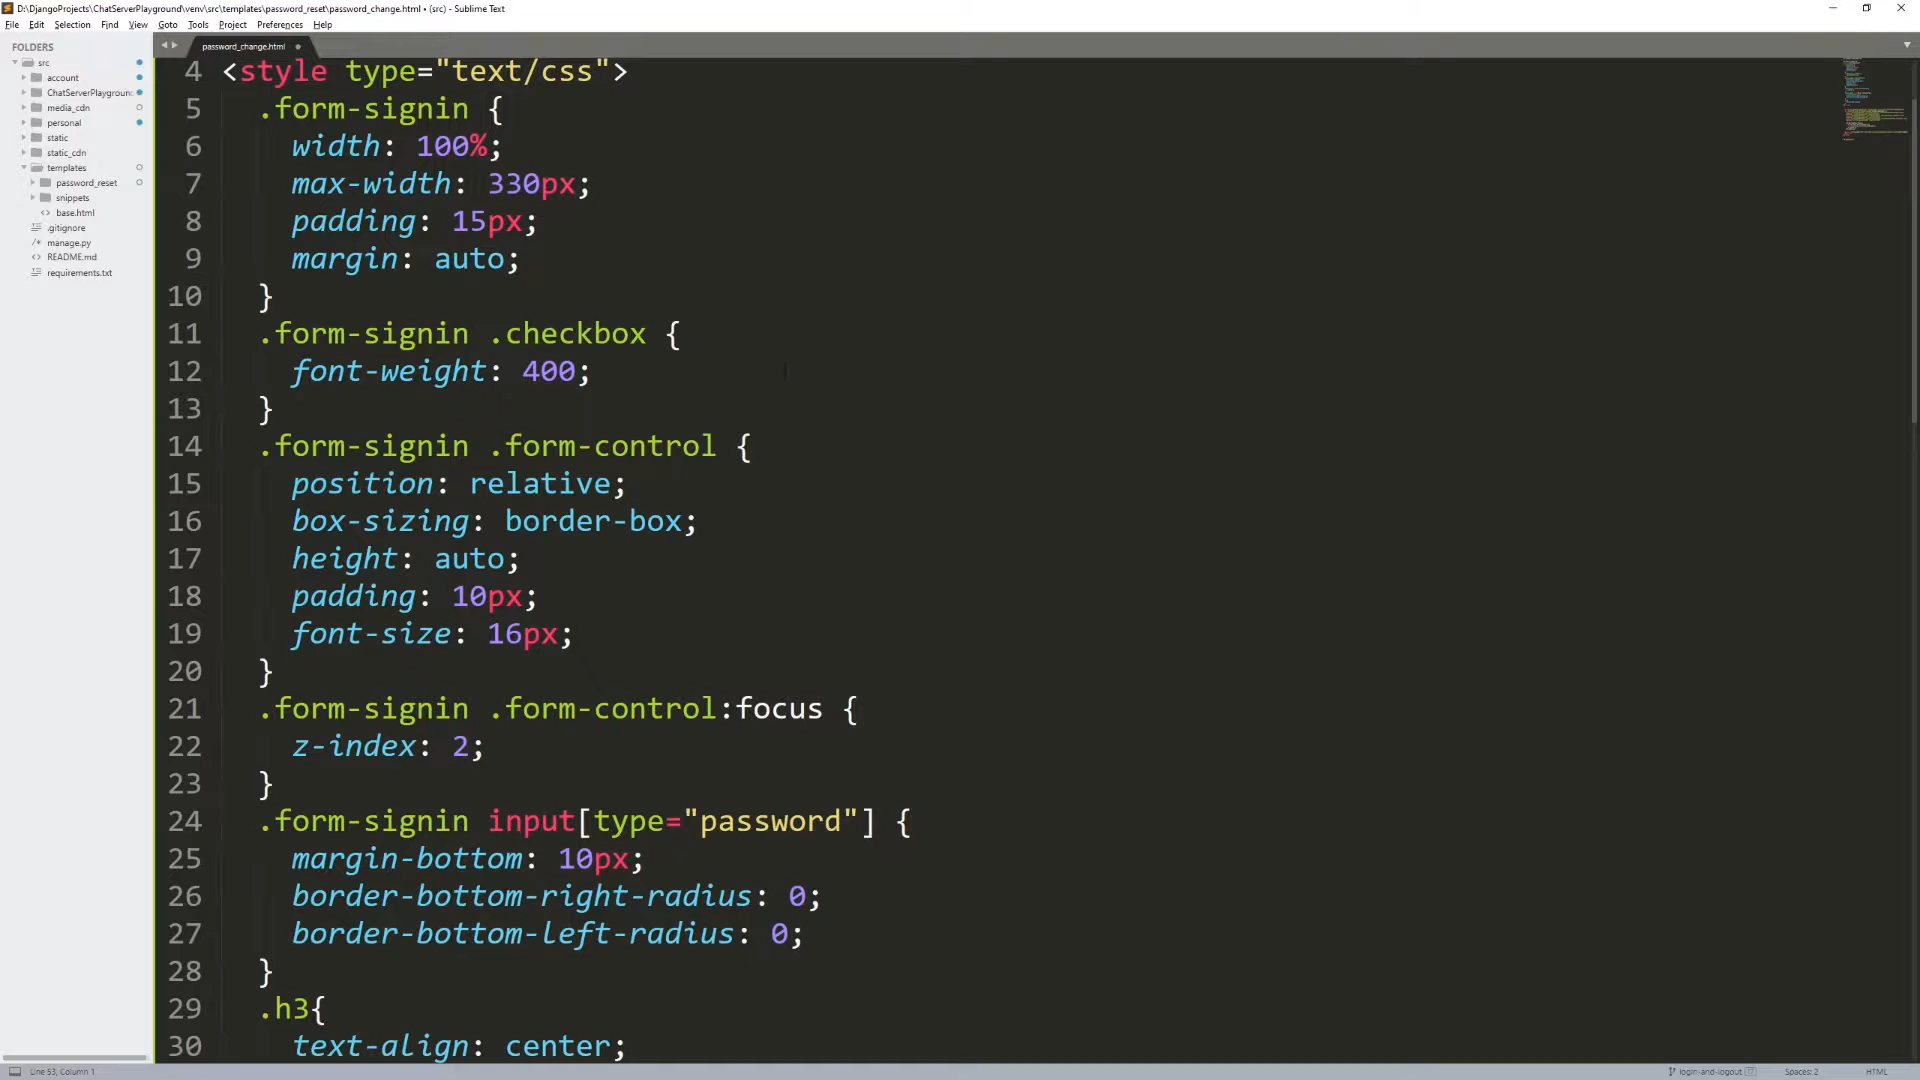 D:\DjangoProjects\ChatServerPlayground\venv\src\templates\password_reset\password_change.html • (src) - Sublime Text
File Edit Selection Find View Goto Tools Project Preferences Help
FOLDERS
src
account
ChatServerPlayground
media_cdn
personal
static
static_cdn
templates
password_reset
snippets
<> base.html
.gitignore
/* manage.py
<> README.md
requirements.txt
password_change.html
4 <style type="text/css">
5 .form-signin {
6 width: 100%;
7 max-width: 330px;
8 padding: 15px;
9 margin: auto;
10 }
11 .form-signin .checkbox {
12 font-weight: 400;
13 }
14 .form-signin .form-control {
15 position: relative;
16 box-sizing: border-box;
17 height: auto;
18 padding: 10px;
19 font-size: 16px;
20 }
21 .form-signin .form-control:focus {
22 z-index: 2;
23 }
24 .form-signin input[type="password"] {
25 margin-bottom: 10px;
26 border-bottom-right-radius: 0;
27 border-bottom-left-radius: 0;
28 }
29 .h3{
30 text-align: center;
Line 53, Column 1
login-and-logout
Spaces: 2
HTML